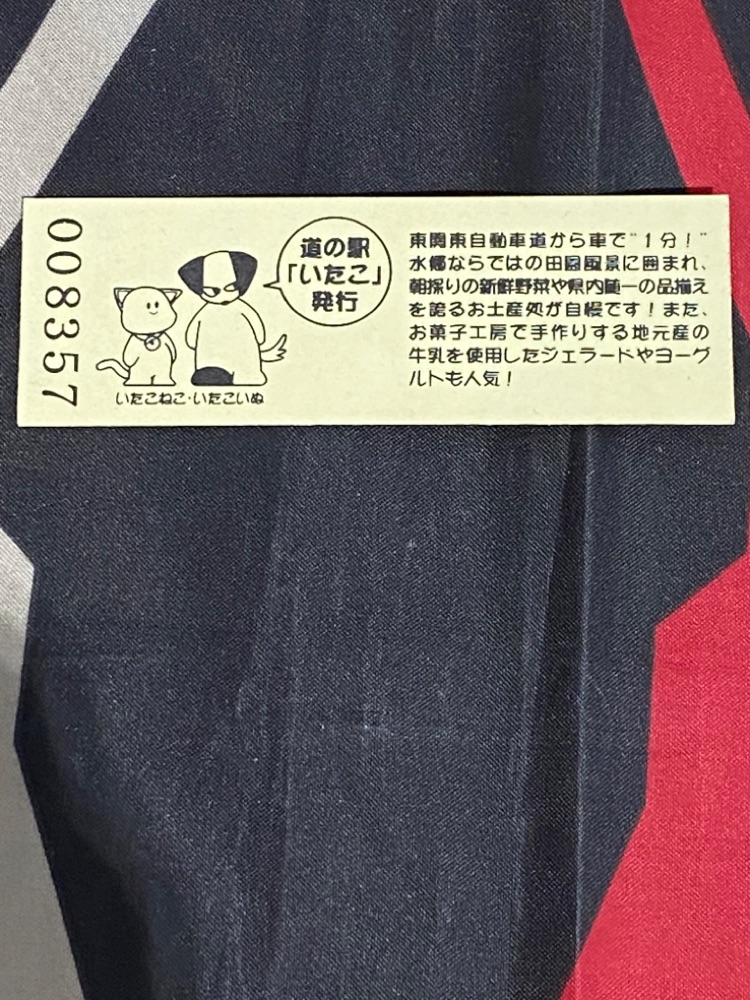 008357
道の駅
「いたこ」
発行
いたこねこ・いたこいぬ
東関東自動車道から車で"1分！"
水郷ならではの田園風景に囲まれ、
朝採りの新鮮野菜や県内随一の品揃え
を誇るお土産処が自慢です！また、
お菓子工房で手作りする地元産の
牛乳を使用したジェラードやヨーグ
ルトも人気！